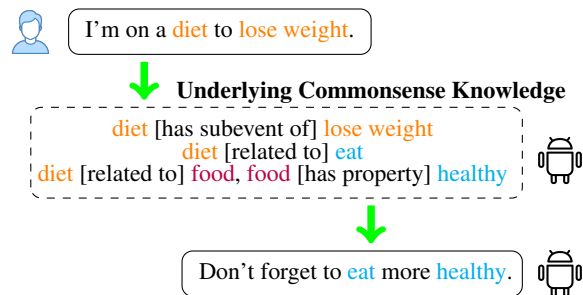 I'm on a diet to lose weight.
Underlying Commonsense Knowledge
diet [has subevent of] lose weight
diet [related to] eat
diet [related to] food, food [has property] healthy
Don't forget to eat more healthy.